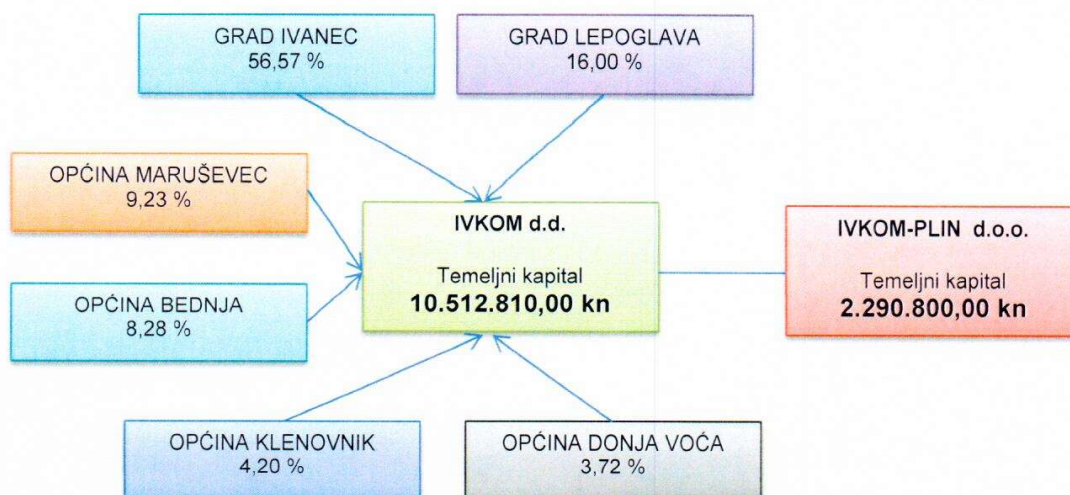 GRAD IVANEC
56,57 %
GRAD LEPOGLAVA
16,00 %
OPĆINA MARUŠEVEC
9,23 %
IVKOM d.d.
Temeljni kapital
10.512.810,00 kn
IVKOM-PLIN d.o.o.
Temeljni kapital
2.290.800,00 kn
OPĆINA BEDNJA
8,28 %
OPĆINA KLENOVNIK
4,20 %
OPĆINA DONJA VOĆA
3,72 %